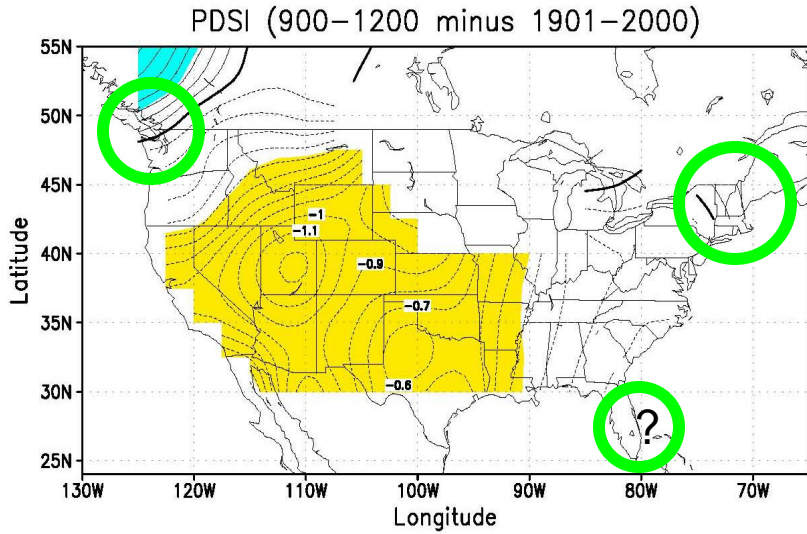 PDSI (900-1200 minus 1901-2000)
55N
50N
45N
40N
35N
30N
25N
Latitude
-1
-1.1
-0.9
-0.7
-0.6
?
130W 120W 110W 100W 90W 80W 70W
Longitude